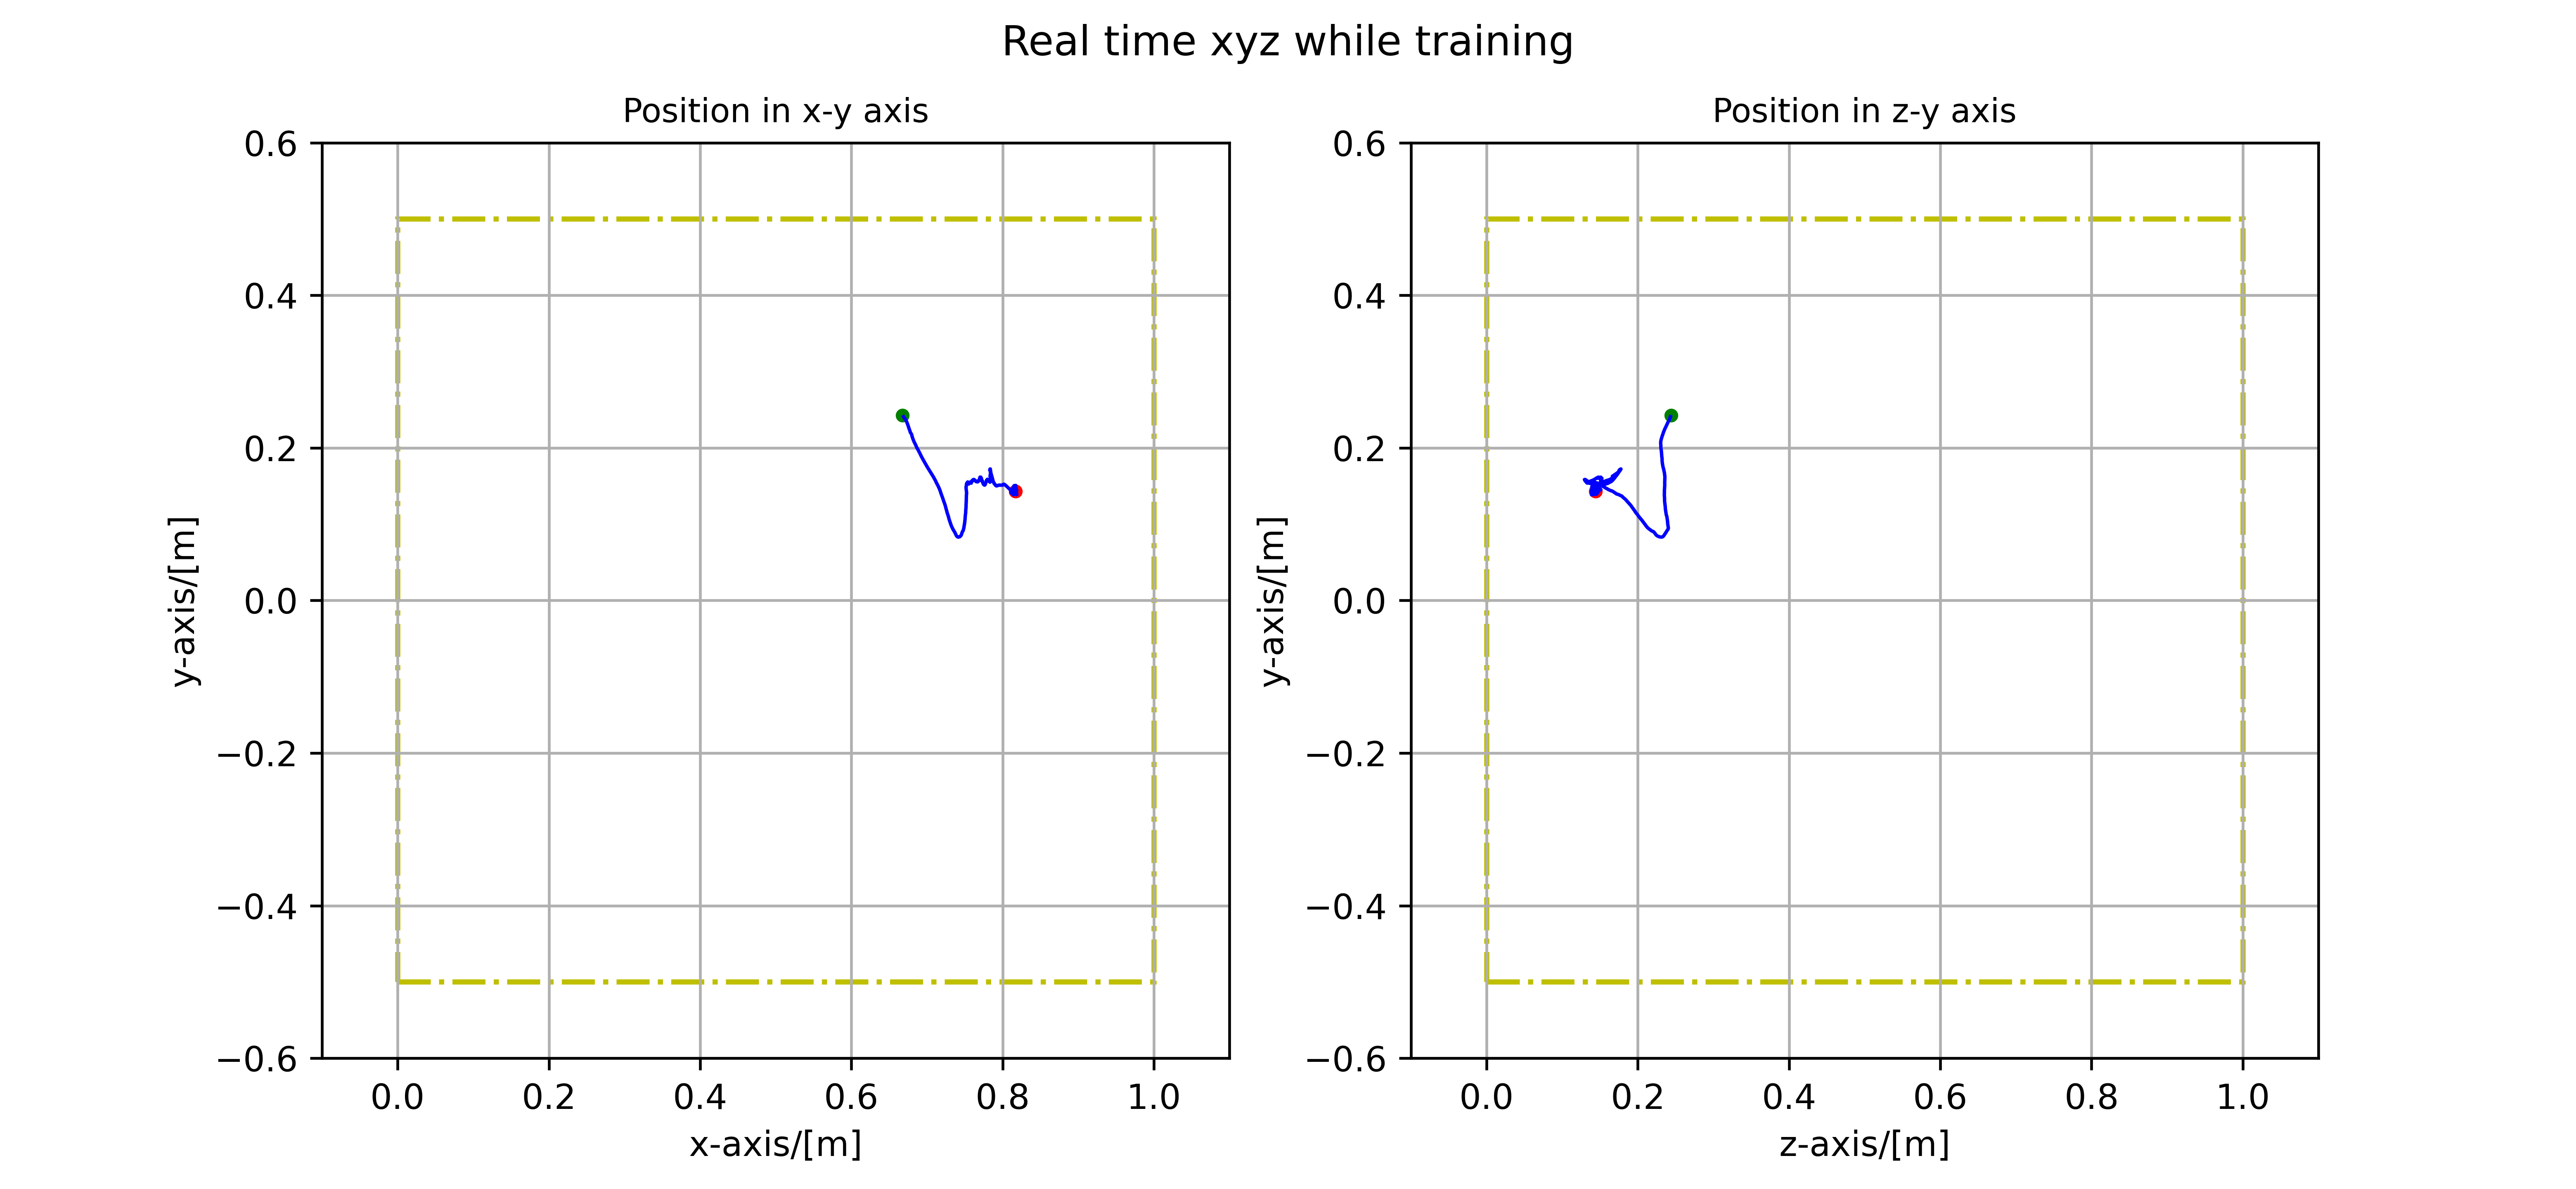 Real time xyz while training
Position in x-y axis
0.6
0.4
0.2
0.0
−0.2
−0.4
−0.6
y-axis/[m]
0.0 0.2 0.4 0.6 0.8 1.0
x-axis/[m]
Position in z-y axis
0.6
0.4
0.2
0.0
−0.2
−0.4
−0.6
y-axis/[m]
0.0 0.2 0.4 0.6 0.8 1.0
z-axis/[m]